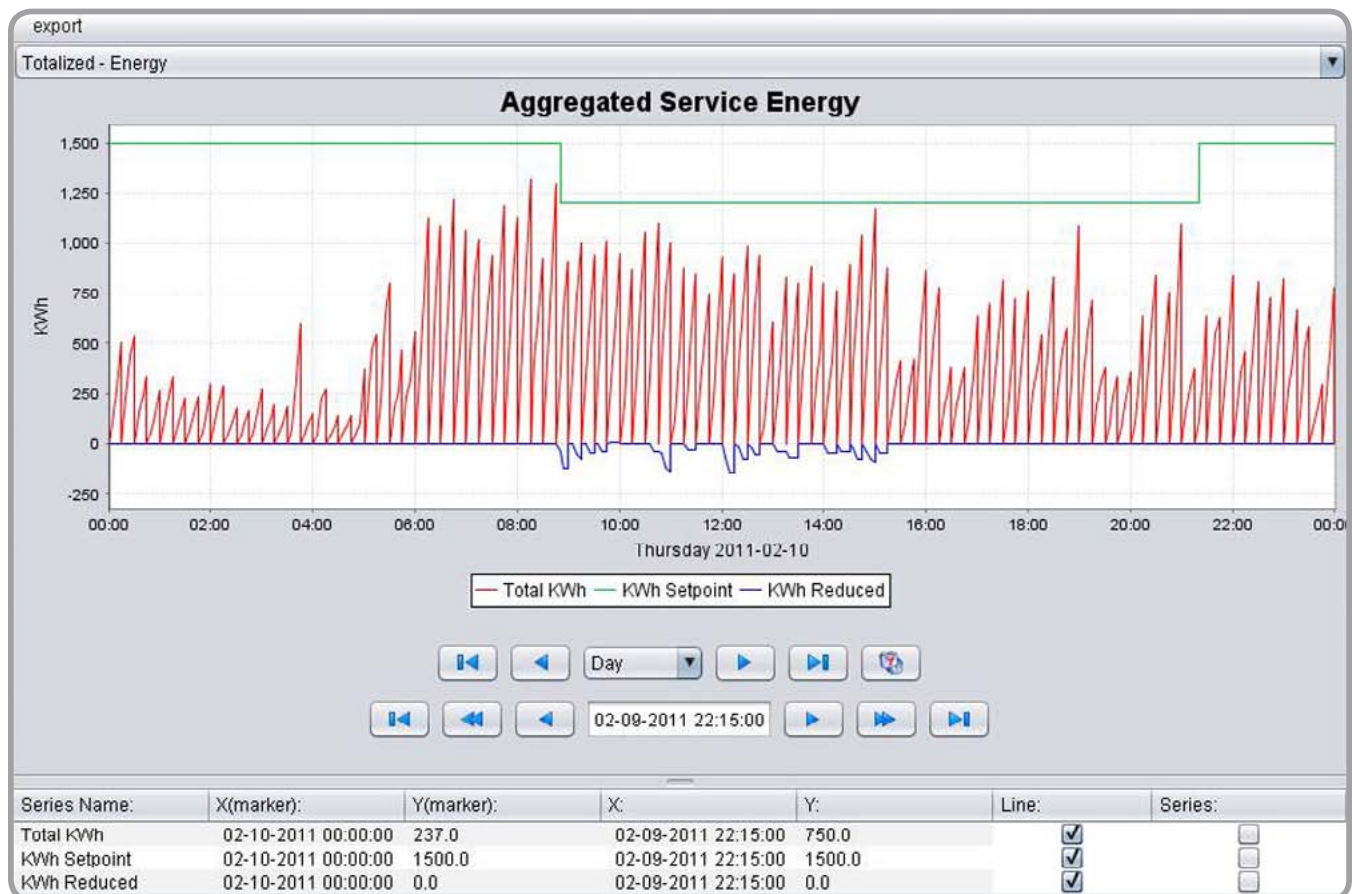 export
Totalized - Energy
Aggregated Service Energy
1,500
1,250
1,000
750
500
250
0
-250
KWh
00:00 02:00 04:00 06:00 08:00 10:00 12:00 14:00 16:00 18:00 20:00 22:00 00:0
Thursday 2011-02-10
Total KWh KWh Setpoint KWh Reduced
Day
02-09-2011 22:15:00
Series Name: X(marker): Y(marker): X: Y: Line: Series:
Total KWh 02-10-2011 00:00:00 237.0 02-09-2011 22:15:00 750.0
KWh Setpoint 02-10-2011 00:00:00 1500.0 02-09-2011 22:15:00 1500.0
KWh Reduced 02-10-2011 00:00:00 0.0 02-09-2011 22:15:00 0.0